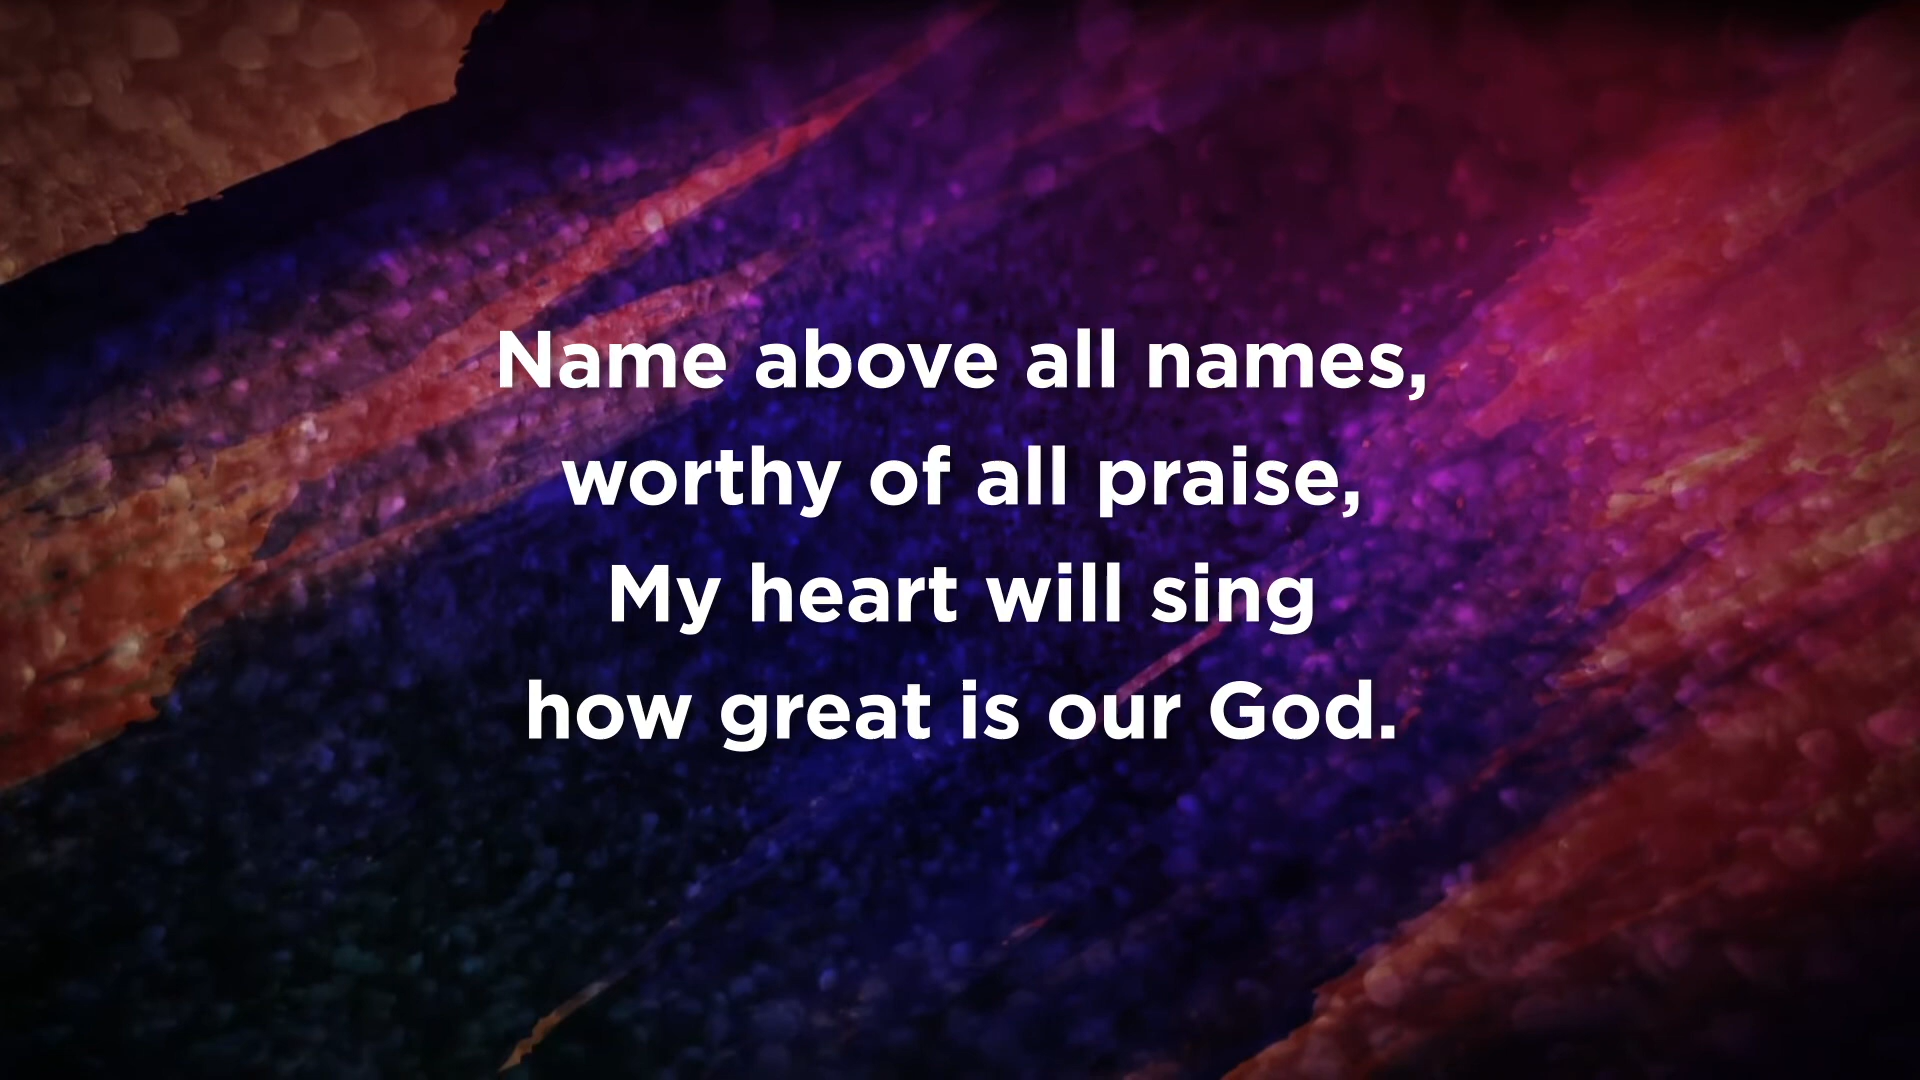 Name above all names,
worthy of all praise,
My heart will sing
how great is our God.